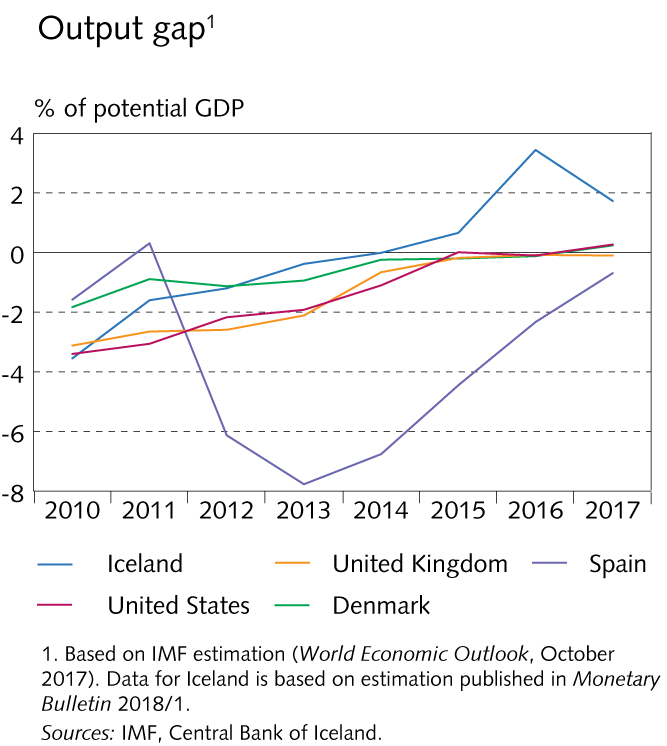 Output gap¹
% of potential GDP
4
2
0
-2
-4
-6
-8
2010 2011 2012 2013 2014 2015 2016 2017
Iceland United Kingdom Spain
United States Denmark
1. Based on IMF estimation (World Economic Outlook, October
2017). Data for Iceland is based on estimation published in Monetary
Bulletin 2018/1.
Sources: IMF, Central Bank of Iceland.